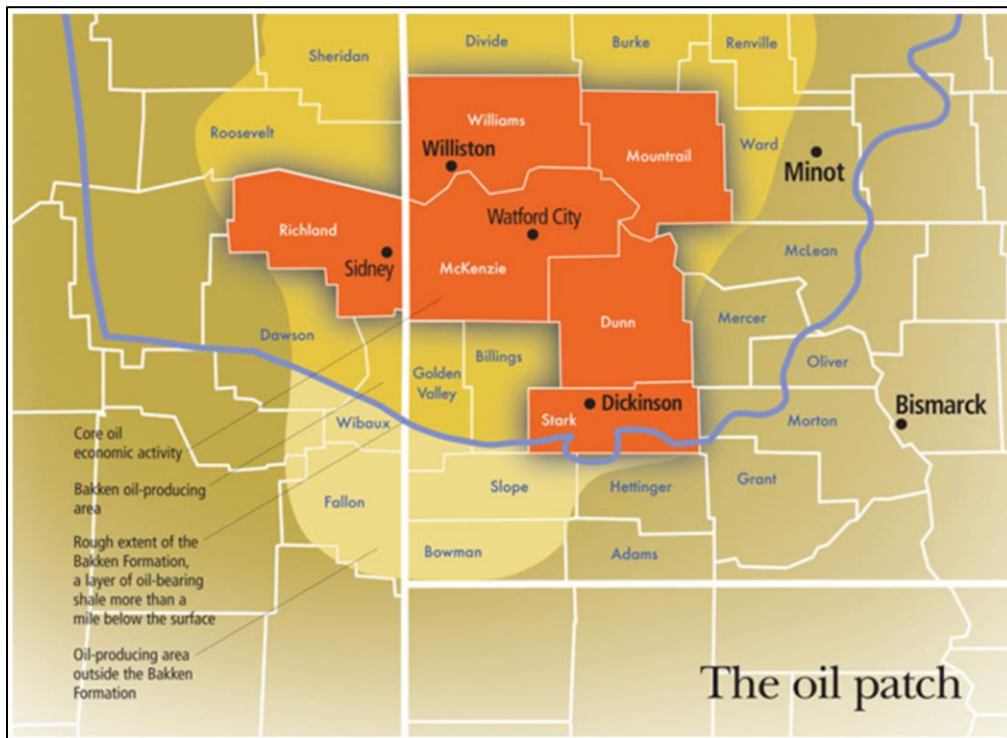 Sheridan
Divide
Burke
Renville
Roosevelt
Williams
Williston
Mountrail
Ward
Minot
Richland
Watford City
Sidney
McKenzie
McLean
Dawson
Dunn
Mercer
Golden
Valley
Billings
Oliver
Wibaux
Stark
Dickinson
Morton
Bismarck
Core oil
economic activity
Bakken oil-producing
area
Fallon
Slope
Hettinger
Grant
Rough extent of the
Bakken Formation,
a layer of oil-bearing
shale more than a
mile below the surface
Bowman
Adams
Oil-producing area
outside the Bakken
Formation
The oil patch